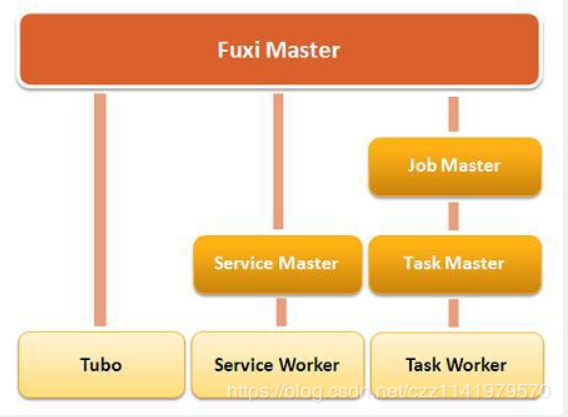 Fuxi Master
Job Master
Service Master
Task Master
Tubo
Service Worker
Task Worker
https://blog.csdn.net/czz1141979570